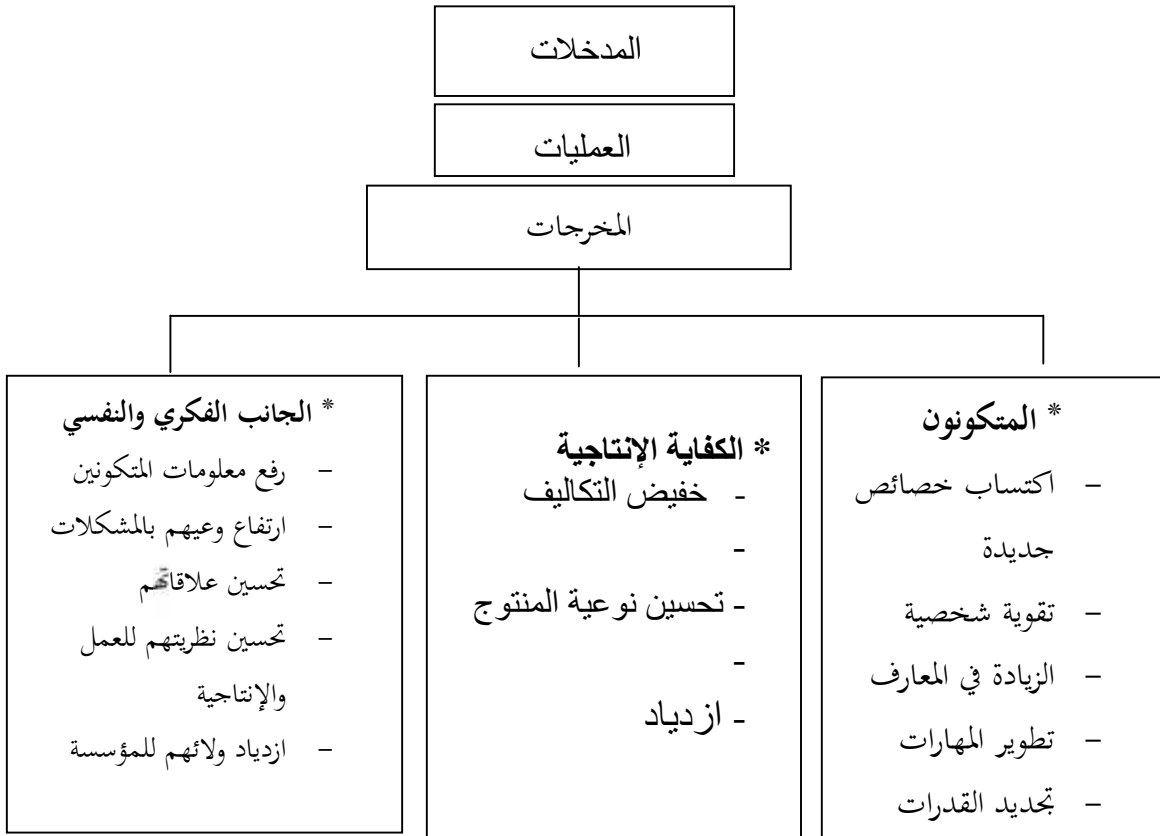 المدخلات
العمليات
المخرجات
* المتكونون
– اكتساب خصائص
جديدة
– تقوية شخصية
– الزيادة في المعارف
– تطوير المهارات
– تجديد القدرات
* الكفاية الإنتاجية
- خفيض التكاليف
-
- تحسين نوعية المنتوج
-
- ازدياد
* الجانب الفكري والنفسي
– رفع معلومات المتكونين
– ارتفاع وعيهم بالمشكلات
– تحسين علاقاتهم
– تحسين نظريتهم للعمل
والإنتاجية
– ازدياد ولائهم للمؤسسة